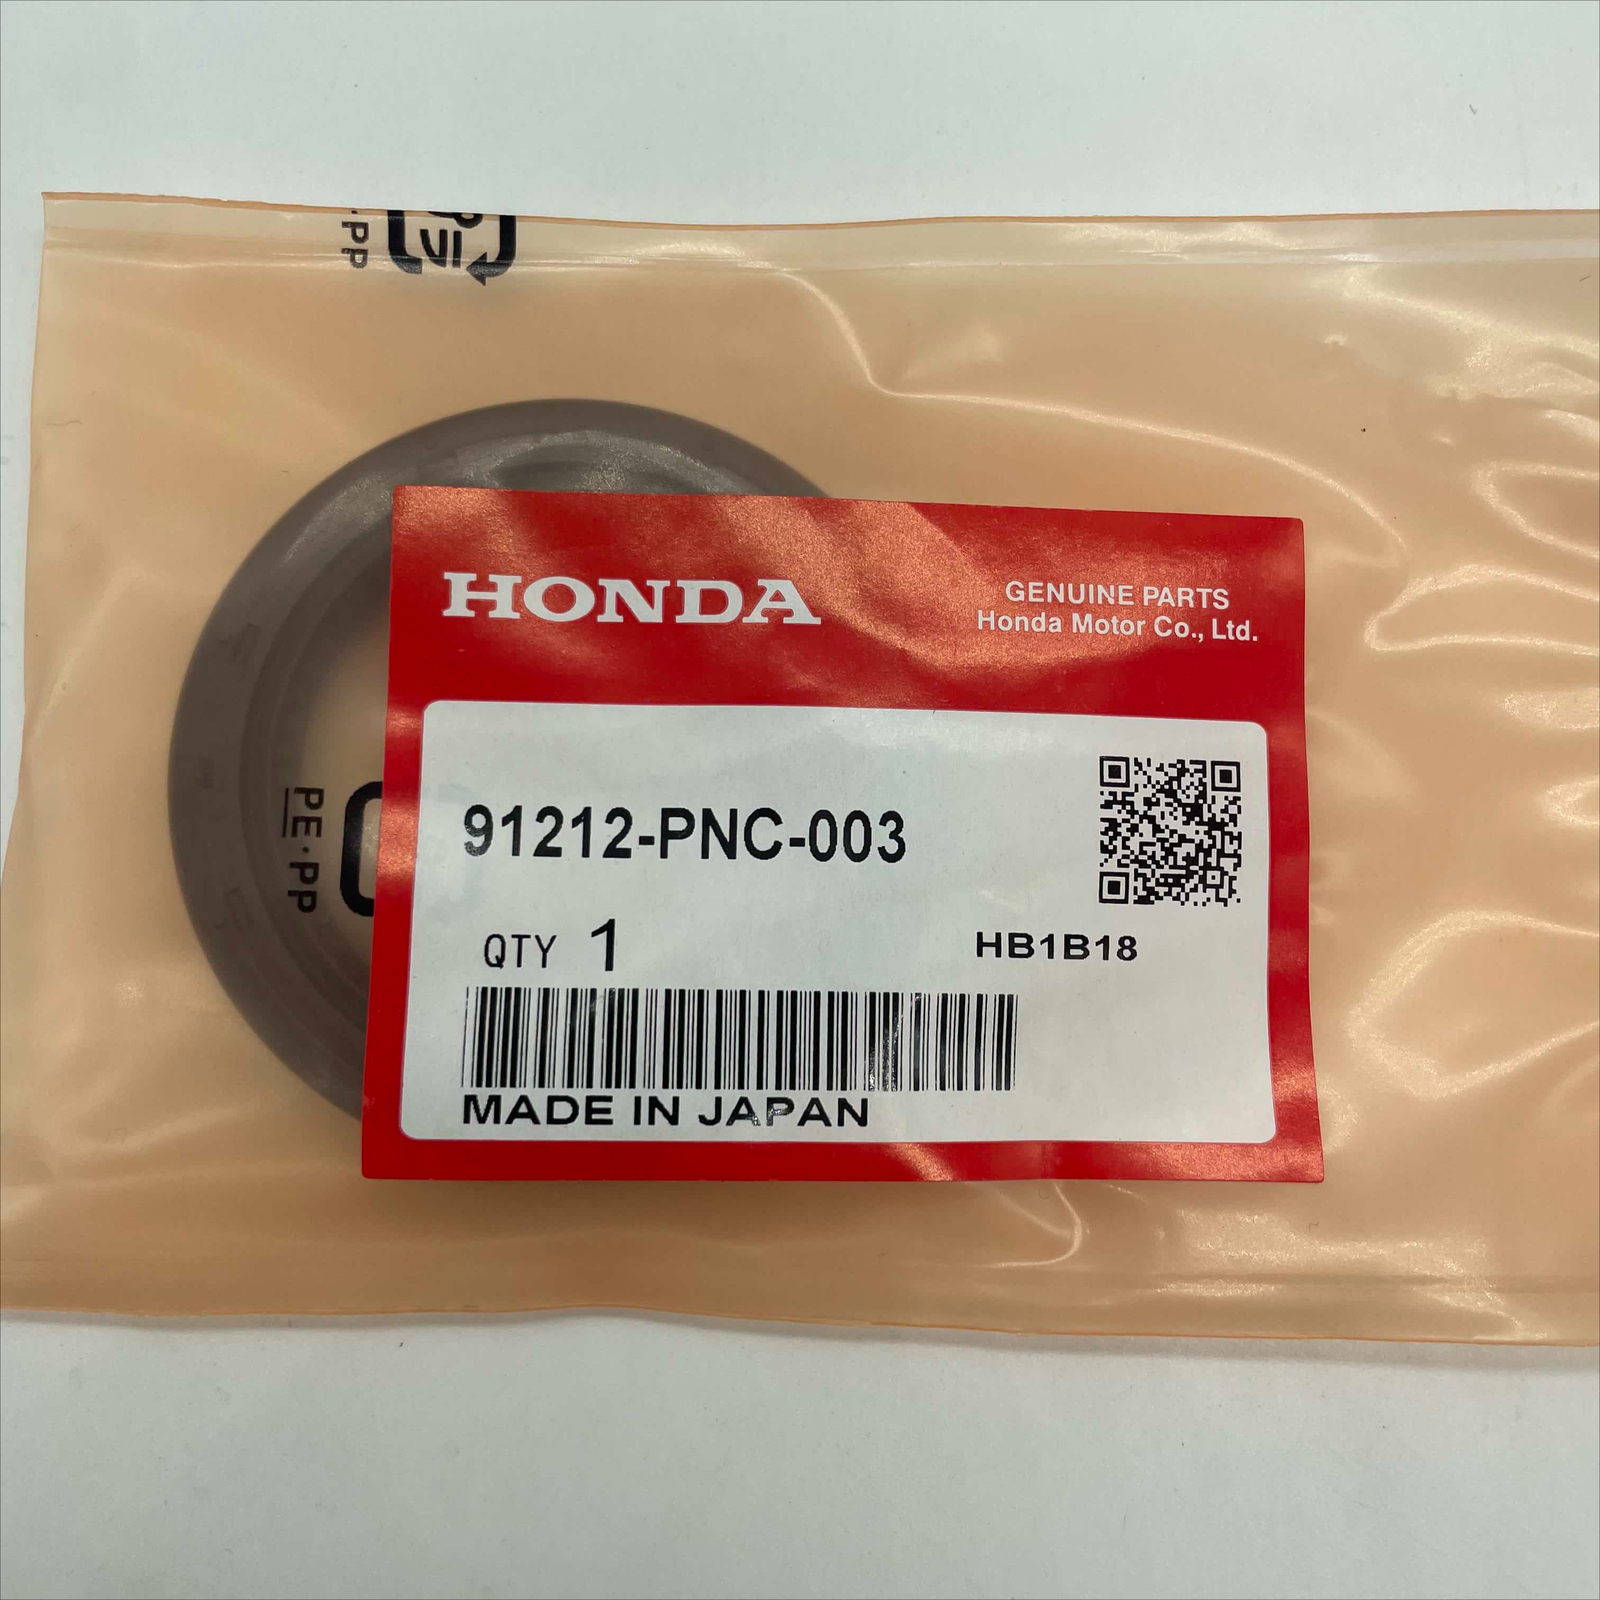 PP
HONDA
GENUINE PARTS
Honda Motor Co., Ltd.
91212-PNC-003
PE·PP
QTY 1
HB1B18
MADE IN JAPAN